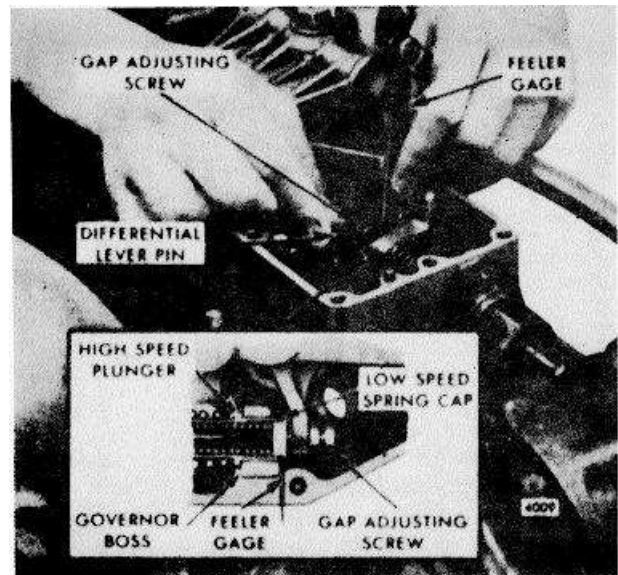 GAP ADJUSTING
SCREW
FEELER
GAGE
DIFFERENTIAL
LEVER PIN
HIGH SPEED
PLUNGER
LOW SPEED
SPRING CAP
GOVERNOR
BOSS
FEELER
GAGE
GAP ADJUSTING
SCREW
4009